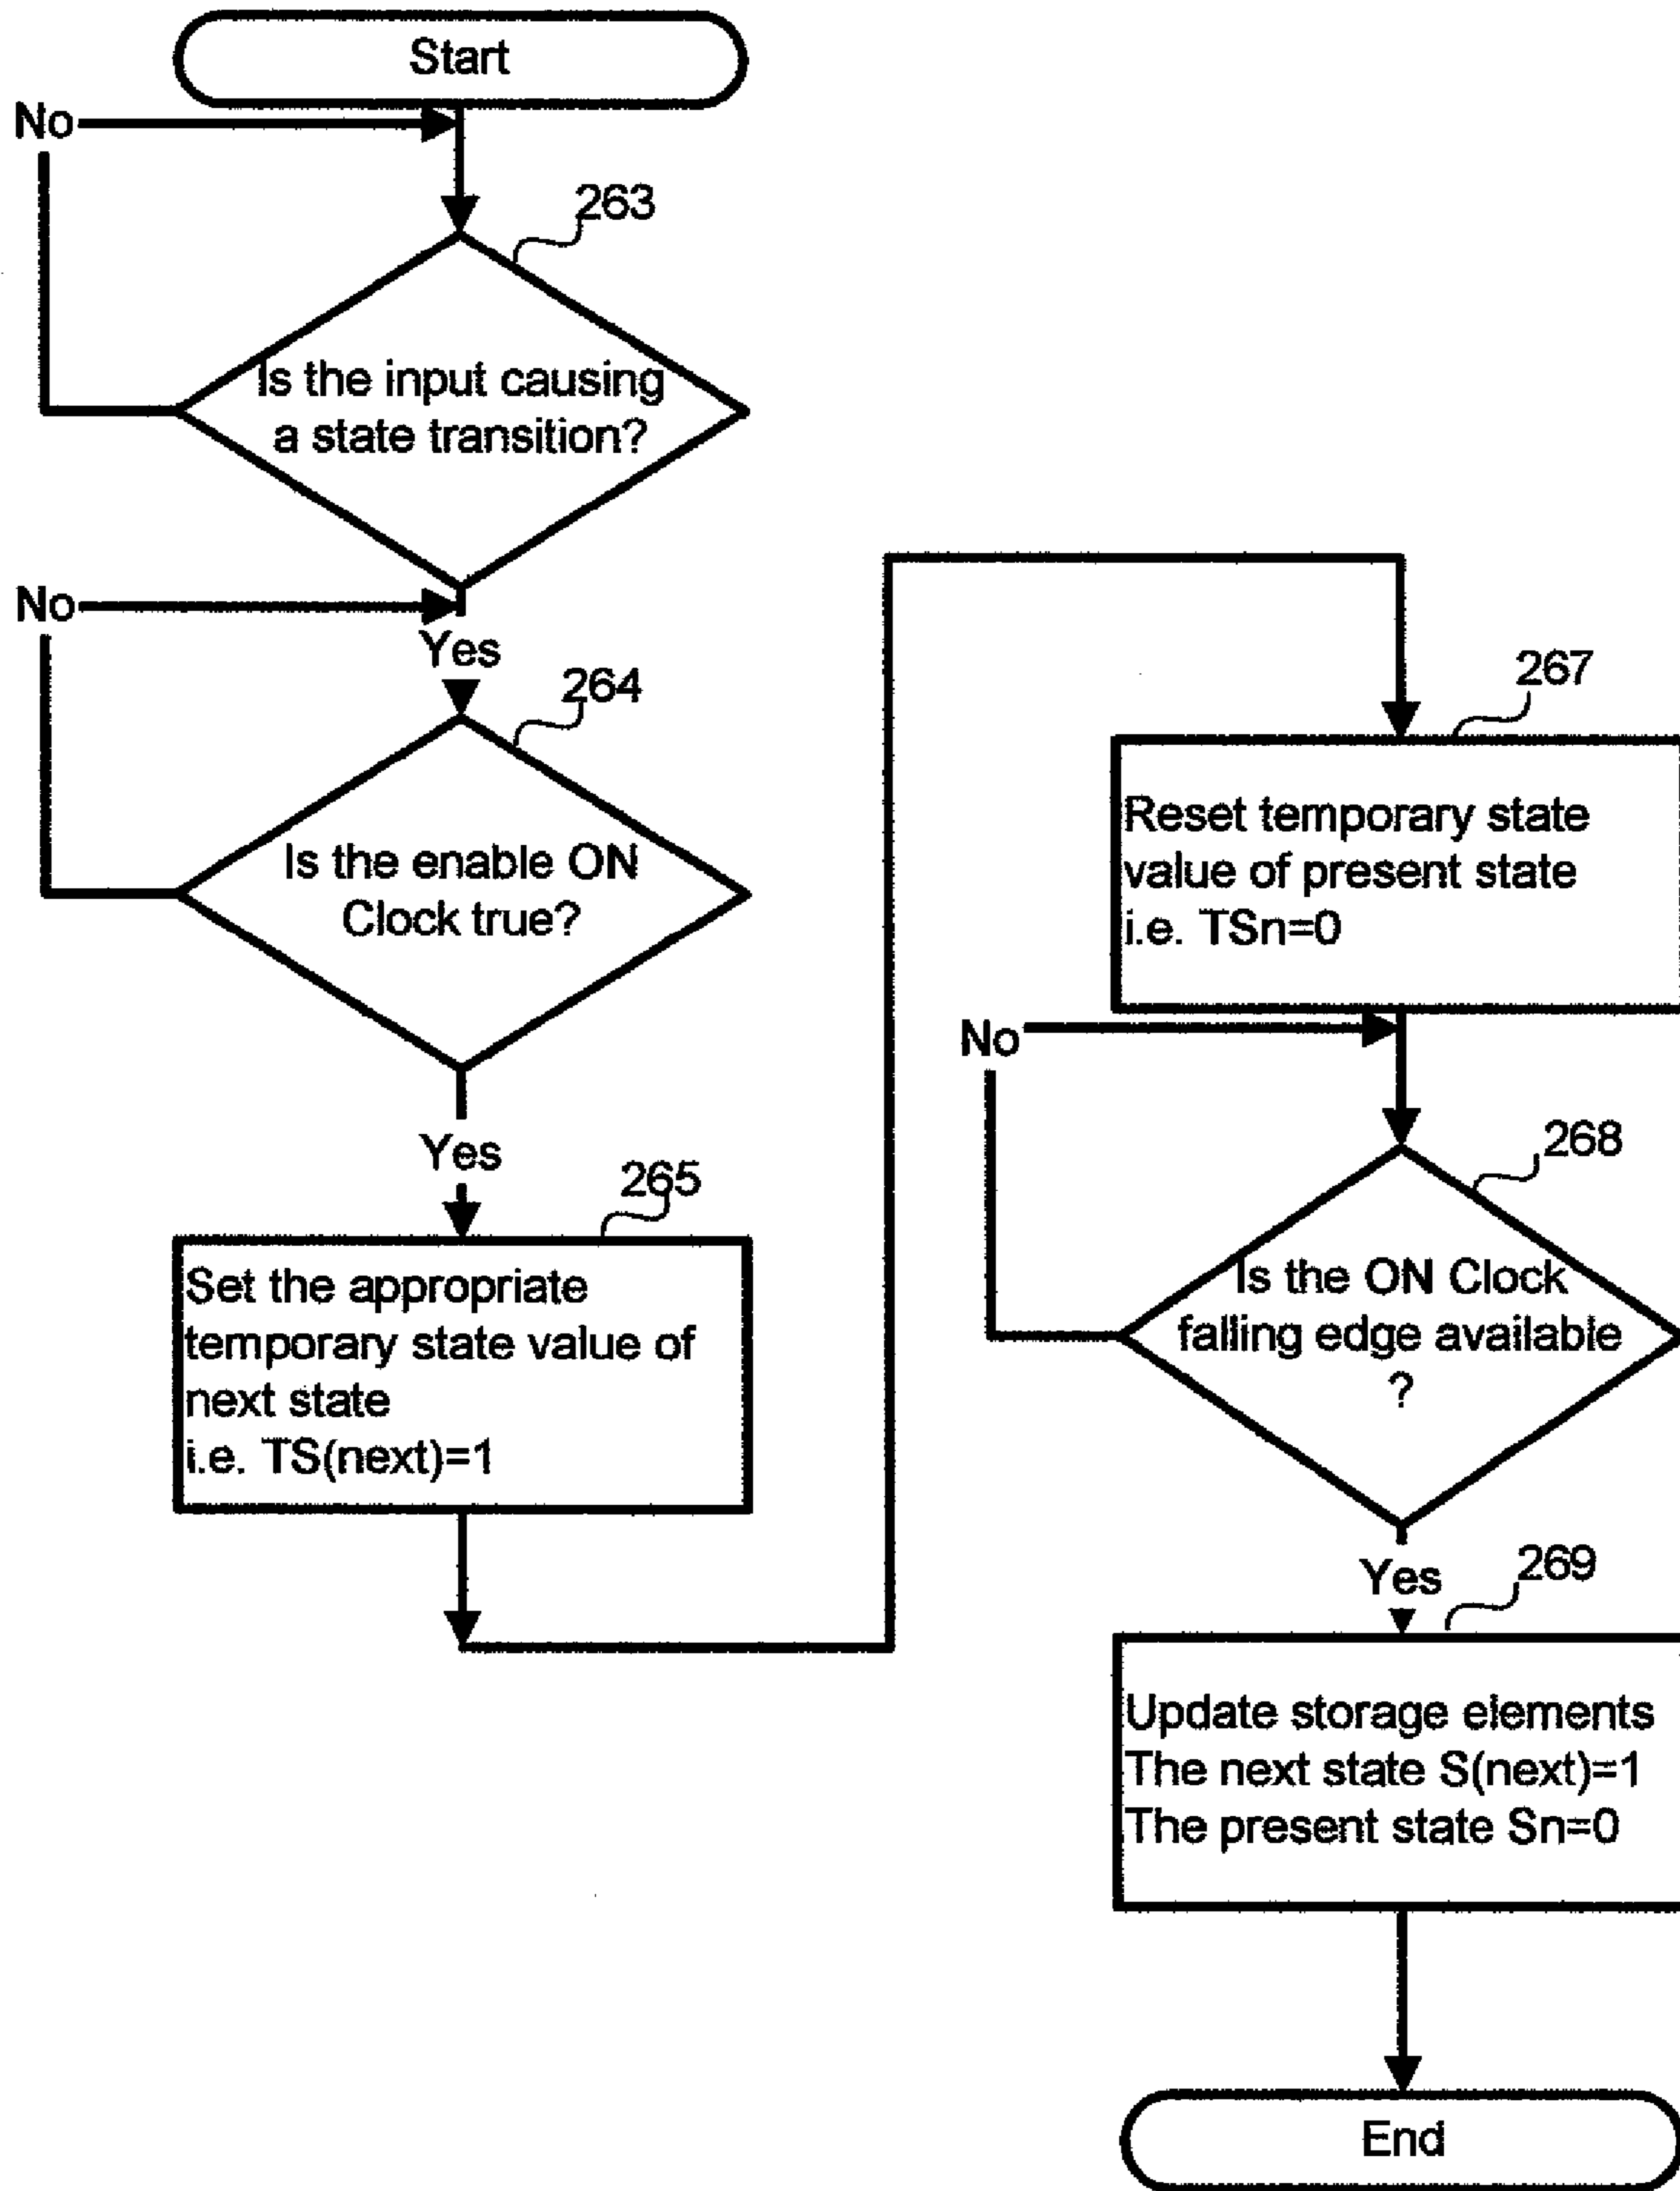 Start
No
263
Is the input causing
a state transition?
No
Yes
264
Is the enable ON
Clock true?
Yes
265
Set the appropriate
temporary state value of
next state
i.e. TS(next)=1
267
Reset temporary state
value of present state
i.e. TSn=0
No
268
Is the ON Clock
falling edge available
?
Yes
269
Update storage elements
The next state S(next)=1
The present state Sn=0
End